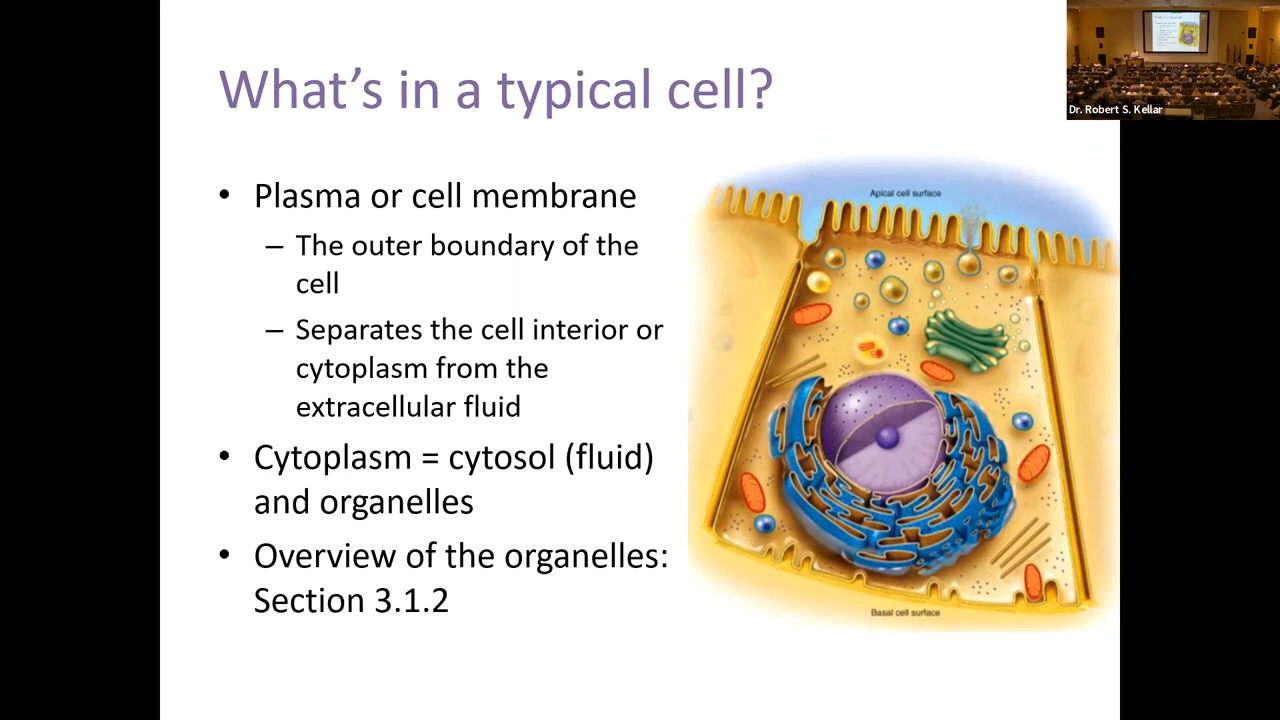 What’s in a typical cell?
Dr. Robert S. Kellar
• Plasma or cell membrane
– The outer boundary of the
cell
– Separates the cell interior or
cytoplasm from the
extracellular fluid
• Cytoplasm = cytosol (fluid)
and organelles
• Overview of the organelles:
Section 3.1.2
Apical cell surface
Basal cell surface